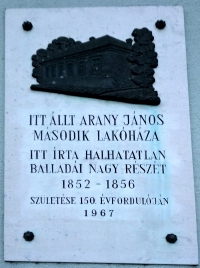 ITT ÁLLT ARANY JÁNOS
MÁSODIK LAKÓHÁZA
ITT ÍRTA HALHATATLAN
BALLADÁI NAGY RÉSZÉT
1852 - 1856
SZÜLETÉSE 150. ÉVFORDULÓJÁN
1967